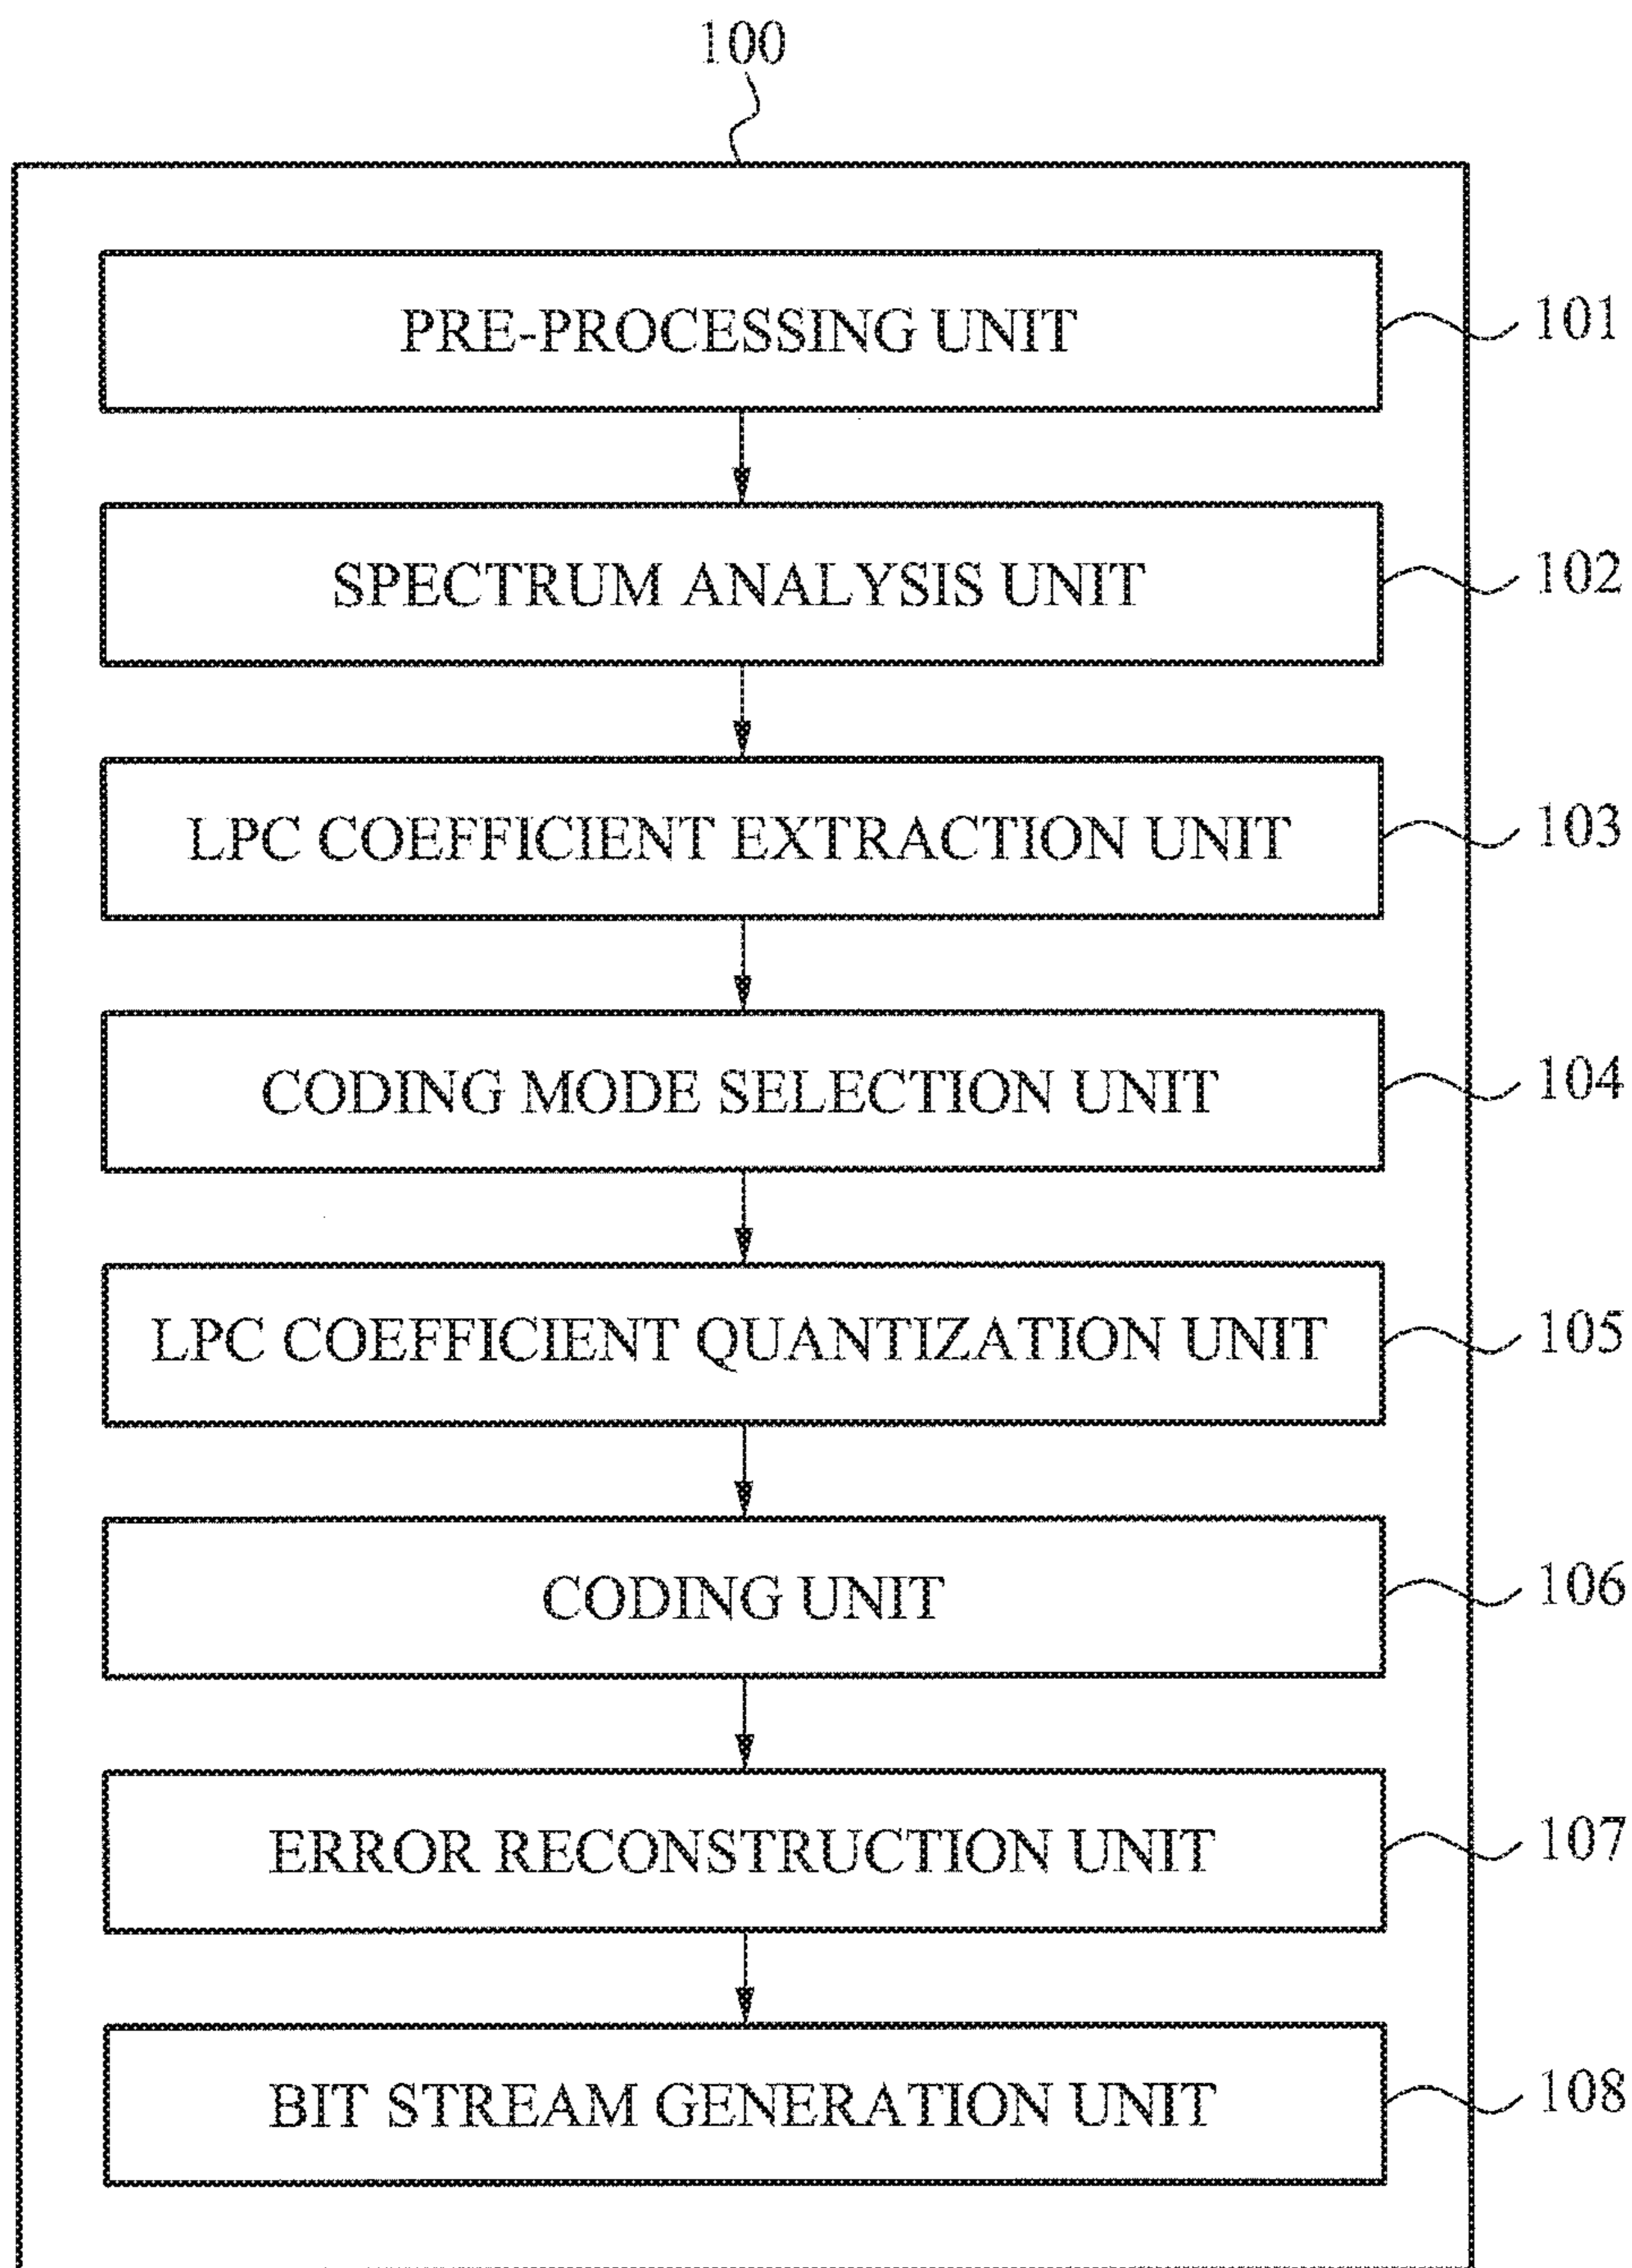 100
PRE-PROCESSING UNIT 101
SPECTRUM ANALYSIS UNIT 102
LPC COEFFICIENT EXTRACTION UNIT 103
CODING MODE SELECTION UNIT 104
LPC COEFFICIENT QUANTIZATION UNIT 105
CODING UNIT 106
ERROR RECONSTRUCTION UNIT 107
BIT STREAM GENERATION UNIT 108